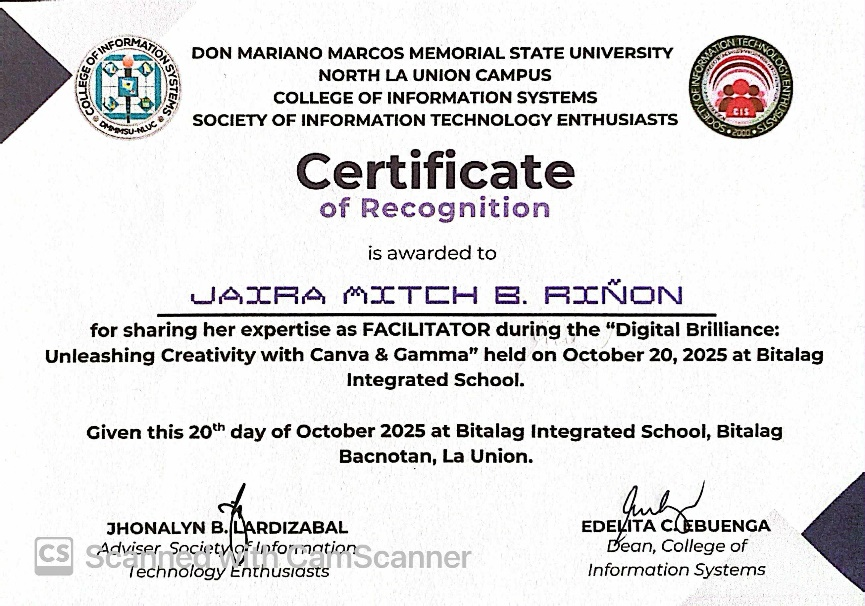 DON MARIANO MARCOS MEMORIAL STATE UNIVERSITY
NORTH LA UNION CAMPUS
COLLEGE OF INFORMATION SYSTEMS
SOCIETY OF INFORMATION TECHNOLOGY ENTHUSIASTS
COLLEGE OF INFORMATION SYSTEMS
DMMMSU-NLUC
SOCIETY OF INFORMATION TECHNOLOGY ENTHUSIASTS
CIS
2000
Certificate
of Recognition
is awarded to
JAIRA MITCH B. RIÑON
for sharing her expertise as FACILITATOR during the “Digital Brilliance:
Unleashing Creativity with Canva & Gamma” held on October 20, 2025 at Bitalag
Integrated School.
Given this 20th day of October 2025 at Bitalag Integrated School, Bitalag
Bacnotan, La Union.
JHONALYN B. LARDIZABAL
Adviser, Society of Information
Technology Enthusiasts
EDELITA C. EBUENGA
Dean, College of
Information Systems
CS Scanned with CamScanner